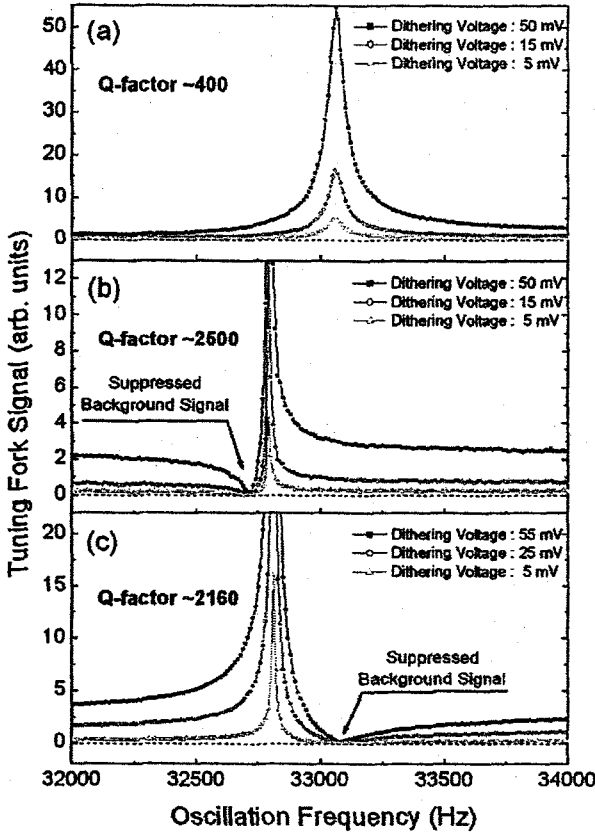 (a)
Dithering Voltage : 50 mV
Dithering Voltage : 15 mV
Dithering Voltage : 5 mV
Q-factor ~400
50
40
30
20
10
0
(b)
Dithering Voltage : 50 mV
Dithering Voltage : 15 mV
Dithering Voltage : 5 mV
Q-factor ~2500
Suppressed
Background Signal
12
10
8
6
4
2
0
(c)
Dithering Voltage : 55 mV
Dithering Voltage : 25 mV
Dithering Voltage : 5 mV
Q-factor ~2160
Suppressed
Background Signal
20
15
10
5
0
Tuning Fork Signal (arb. units)
32000 32500 33000 33500 34000
Oscillation Frequency (Hz)